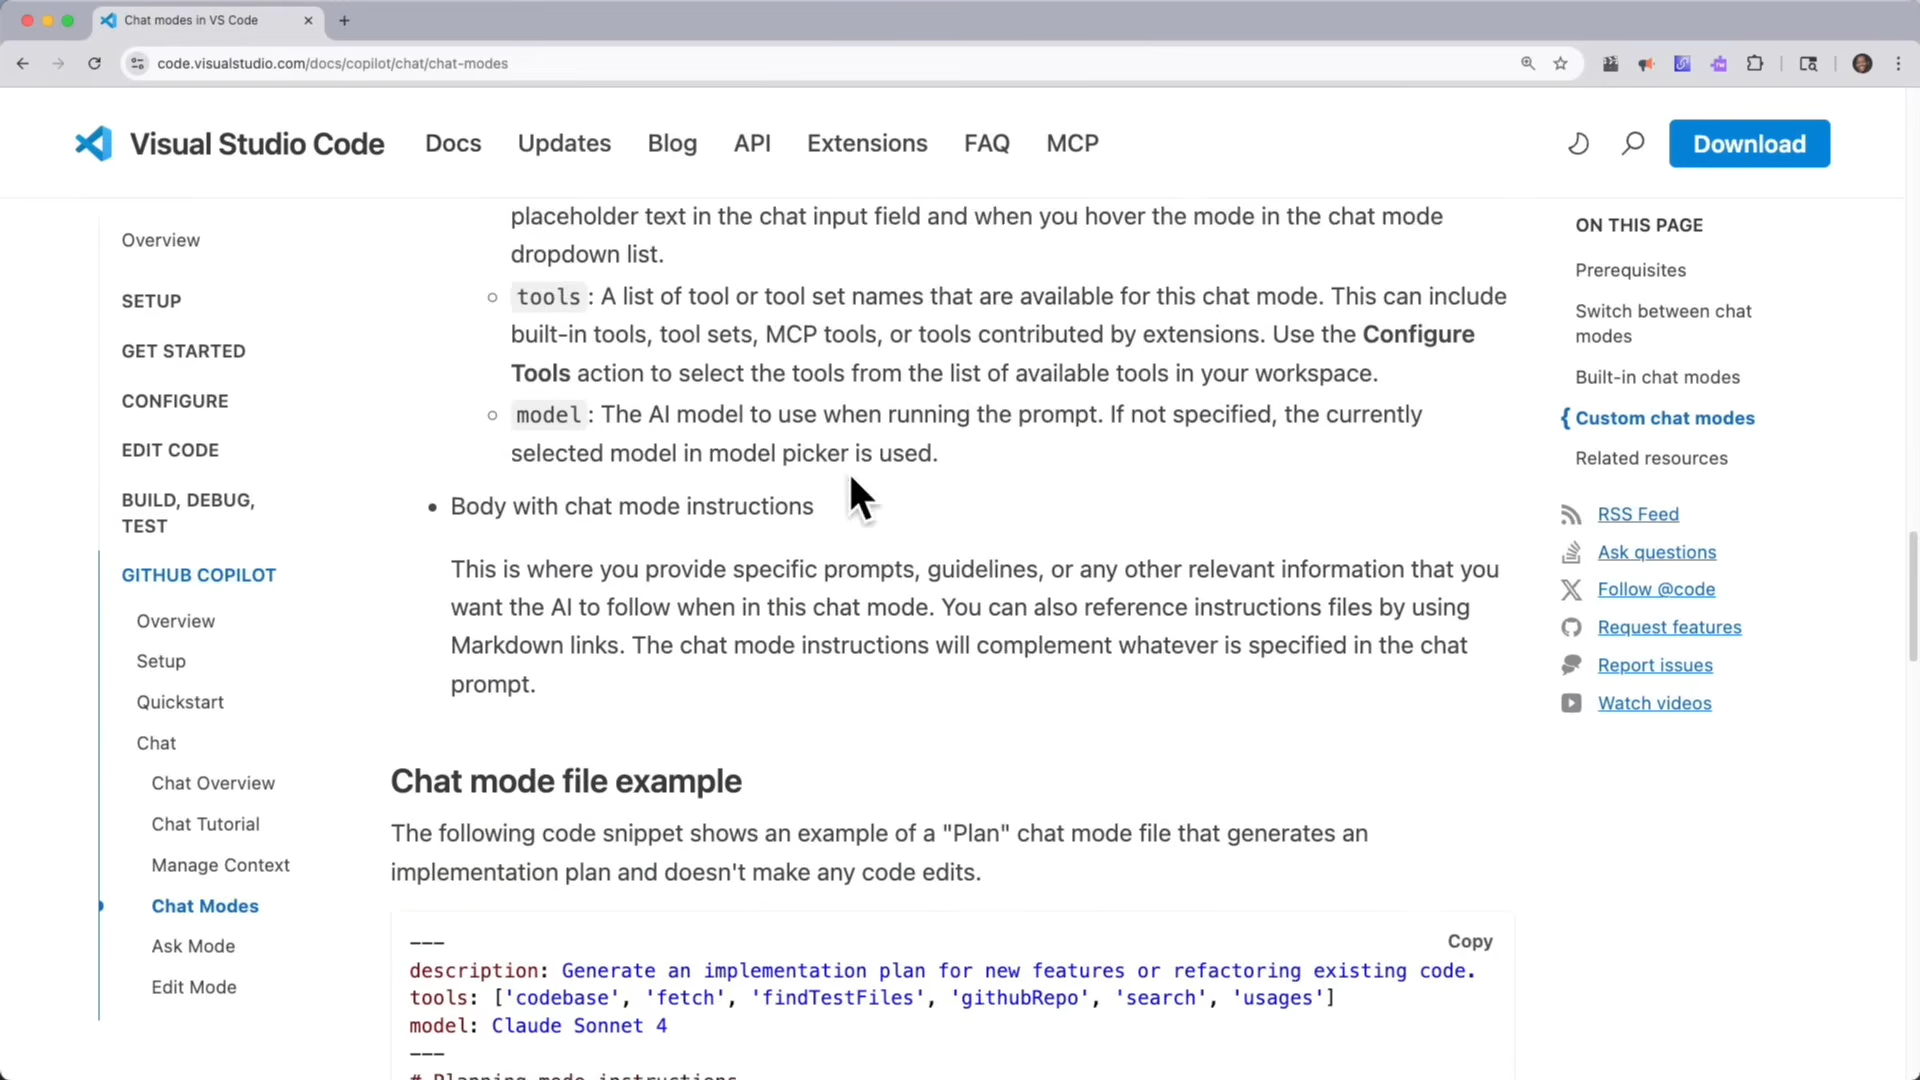 Chat modes in VS Code
code.visualstudio.com/docs/copilot/chat/chat-modes
Visual Studio Code
Docs
Updates
Blog
API
Extensions
FAQ
MCP
Download
Overview
SETUP
GET STARTED
CONFIGURE
EDIT CODE
BUILD, DEBUG,
TEST
GITHUB COPILOT
Overview
Setup
Quickstart
Chat
Chat Overview
Chat Tutorial
Manage Context
Chat Modes
Ask Mode
Edit Mode
placeholder text in the chat input field and when you hover the mode in the chat mode
dropdown list.
tools: A list of tool or tool set names that are available for this chat mode. This can include
built-in tools, tool sets, MCP tools, or tools contributed by extensions. Use the Configure
Tools action to select the tools from the list of available tools in your workspace.
model: The AI model to use when running the prompt. If not specified, the currently
selected model in model picker is used.
Body with chat mode instructions
This is where you provide specific prompts, guidelines, or any other relevant information that you
want the AI to follow when in this chat mode. You can also reference instructions files by using
Markdown links. The chat mode instructions will complement whatever is specified in the chat
prompt.
Chat mode file example
The following code snippet shows an example of a "Plan" chat mode file that generates an
implementation plan and doesn't make any code edits.
Copy
---
description: Generate an implementation plan for new features or refactoring existing code.
tools: ['codebase', 'fetch', 'findTestFiles', 'githubRepo', 'search', 'usages']
model: Claude Sonnet 4
---
# Planning mode instructions
ON THIS PAGE
Prerequisites
Switch between chat
modes
Built-in chat modes
Custom chat modes
Related resources
RSS Feed
Ask questions
Follow @code
Request features
Report issues
Watch videos